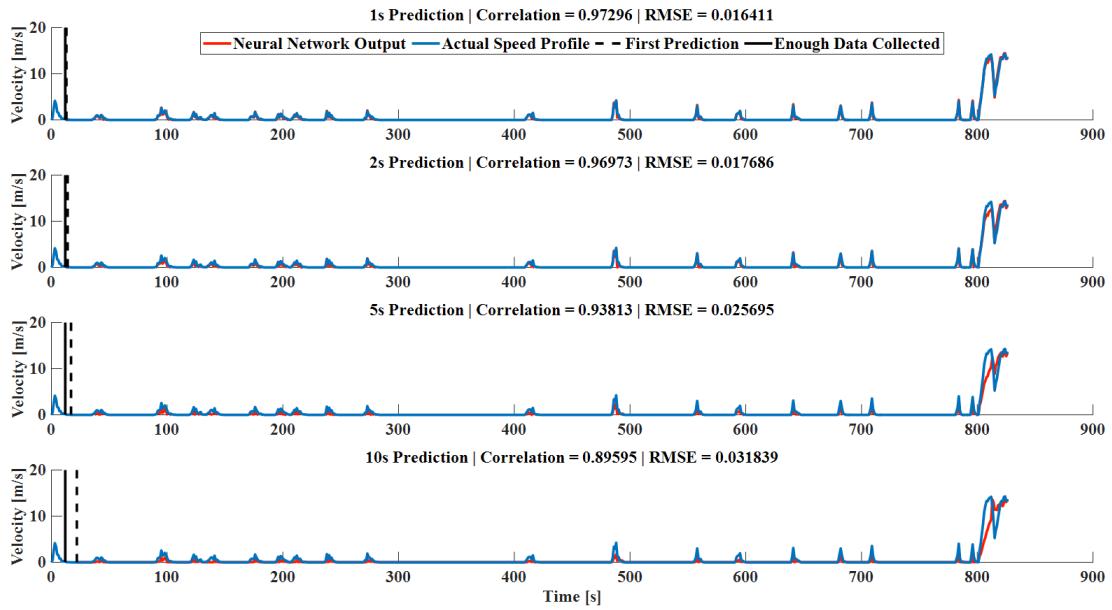 1s Prediction | Correlation = 0.97296 | RMSE = 0.016411
Neural Network Output Actual Speed Profile First Prediction Enough Data Collected
Velocity [m/s]
20
10
0
0 100 200 300 400 500 600 700 800 900
2s Prediction | Correlation = 0.96973 | RMSE = 0.017686
Velocity [m/s]
20
10
0
0 100 200 300 400 500 600 700 800 900
5s Prediction | Correlation = 0.93813 | RMSE = 0.025695
Velocity [m/s]
20
10
0
0 100 200 300 400 500 600 700 800 900
10s Prediction | Correlation = 0.89595 | RMSE = 0.031839
Velocity [m/s]
20
10
0
0 100 200 300 400 500 600 700 800 900
Time [s]